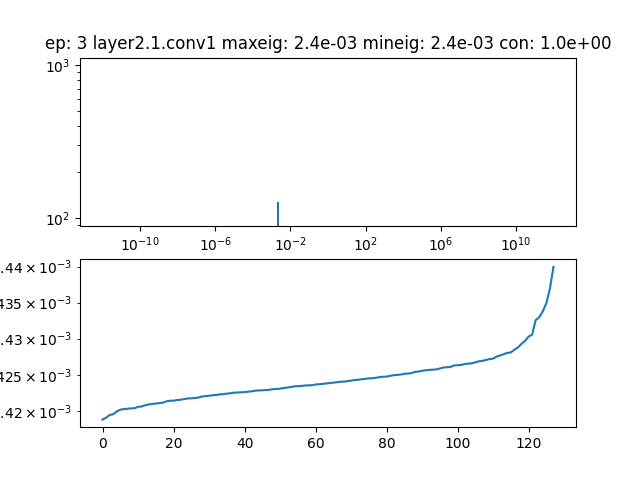 ep: 3 layer2.1.conv1 maxeig: 2.4e-03 mineig: 2.4e-03 con: 1.0e+00
10³
10²
10⁻¹⁰ 10⁻⁶ 10⁻² 10² 10⁶ 10¹⁰
.44 × 10⁻³
435 × 10⁻³
.43 × 10⁻³
425 × 10⁻³
.42 × 10⁻³
0 20 40 60 80 100 120